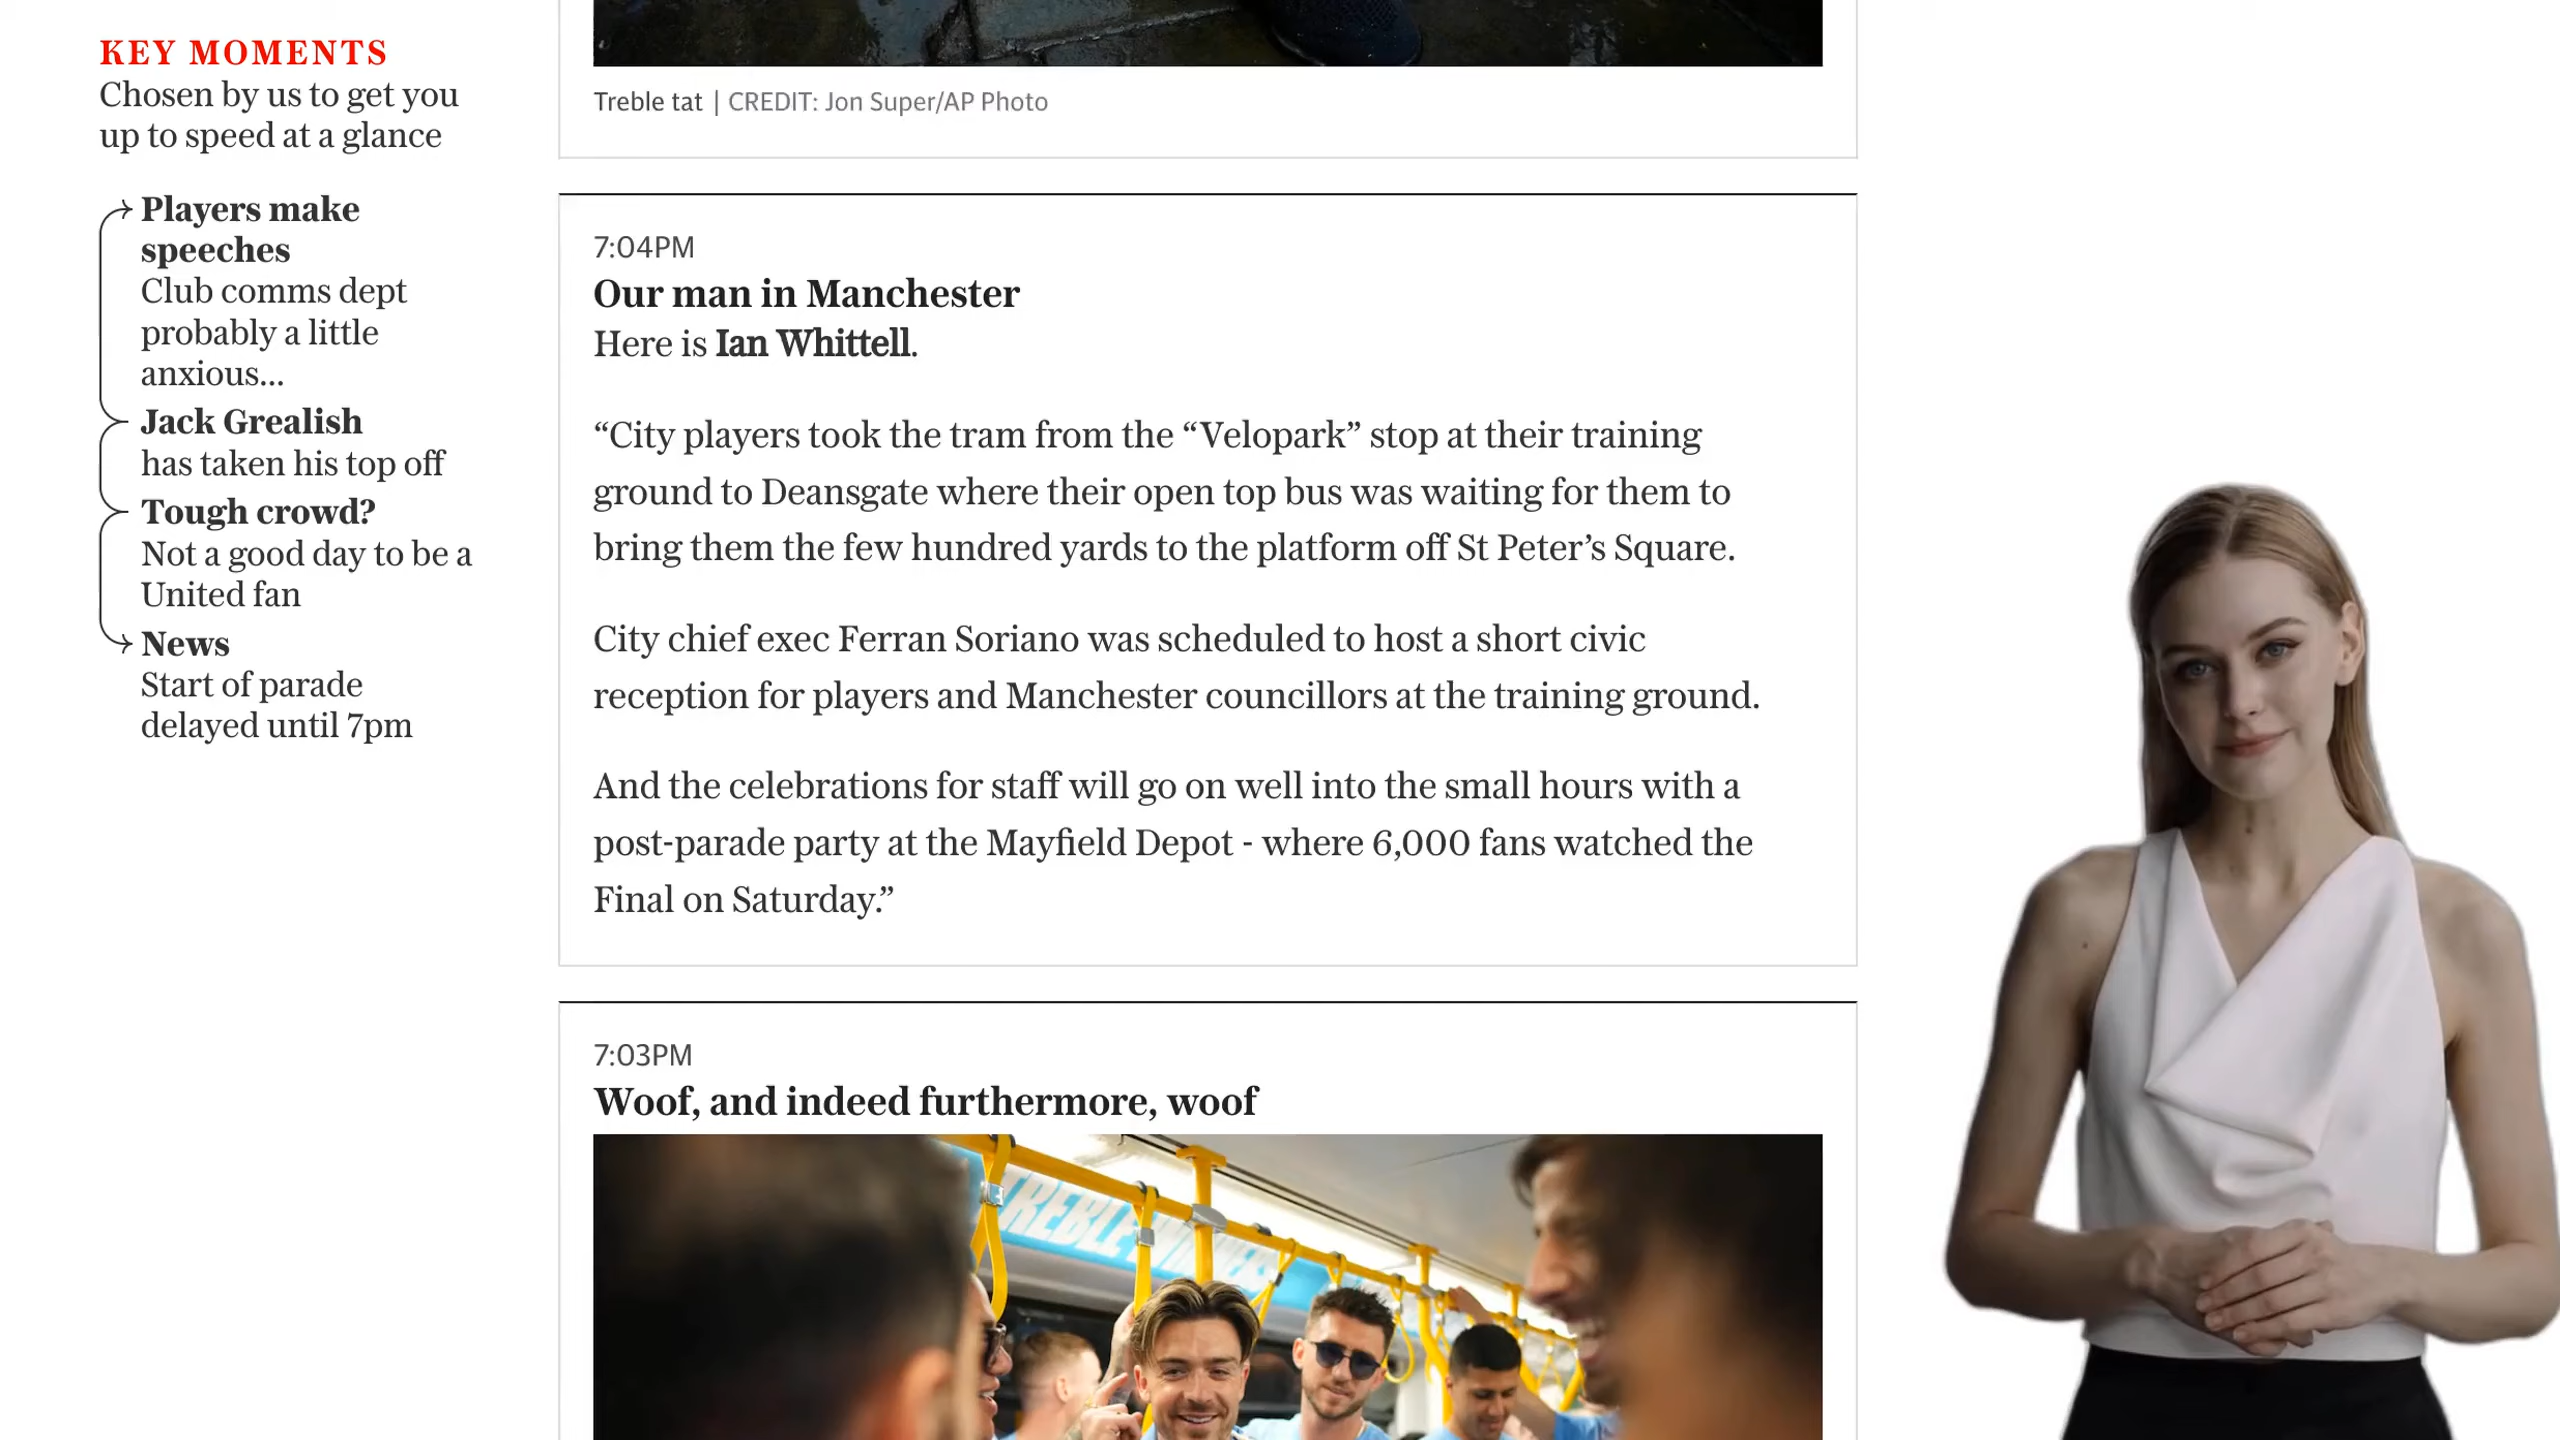 KEY MOMENTS
Chosen by us to get you
up to speed at a glance
Players make
speeches
Club comms dept
probably a little
anxious...
Jack Grealish
has taken his top off
Tough crowd?
Not a good day to be a
United fan
News
Start of parade
delayed until 7pm
Treble tat | CREDIT: Jon Super/AP Photo
7:04PM
Our man in Manchester
Here is Ian Whittell.
“City players took the tram from the “Velopark” stop at their training
ground to Deansgate where their open top bus was waiting for them to
bring them the few hundred yards to the platform off St Peter’s Square.
City chief exec Ferran Soriano was scheduled to host a short civic
reception for players and Manchester councillors at the training ground.
And the celebrations for staff will go on well into the small hours with a
post-parade party at the Mayfield Depot - where 6,000 fans watched the
Final on Saturday.”
7:03PM
Woof, and indeed furthermore, woof
TREBLE WINNERS